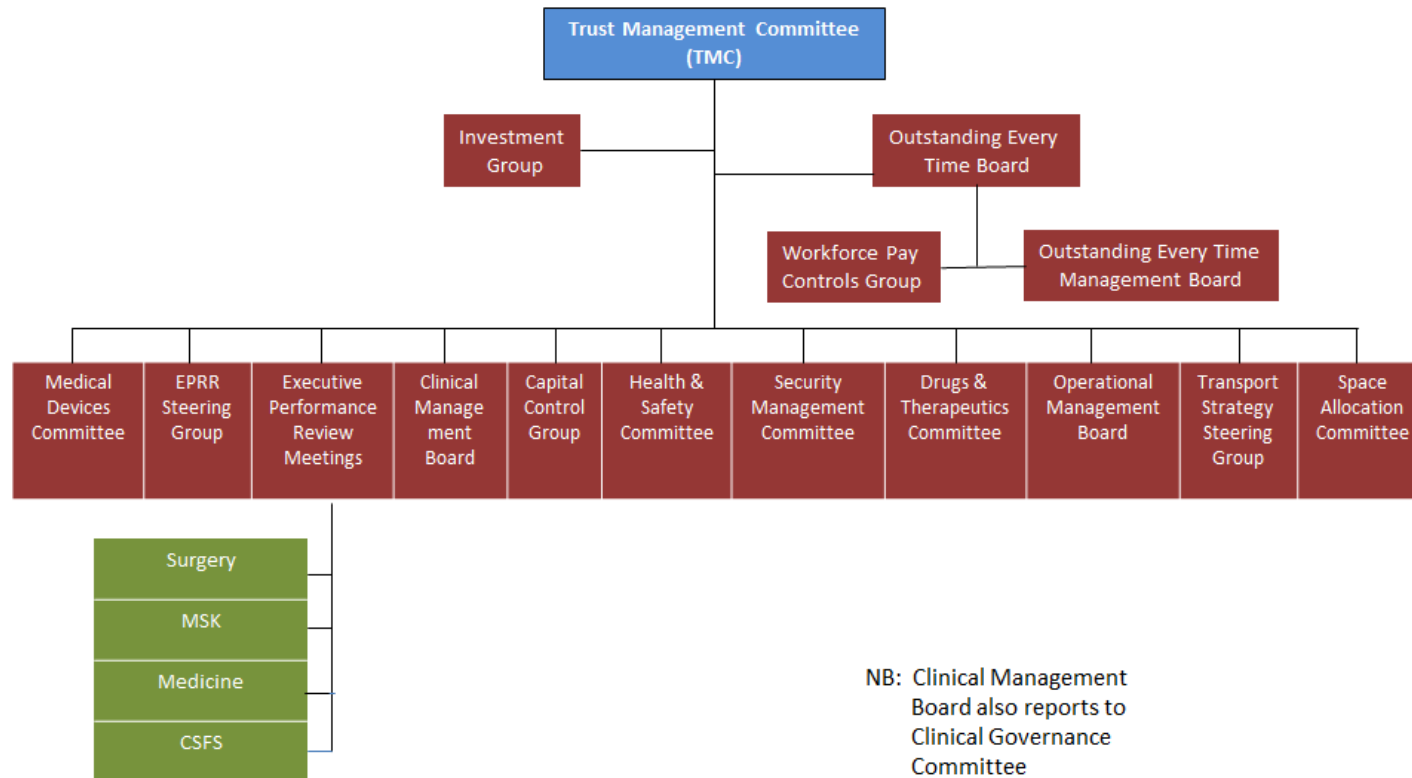 Trust Management Committee
(TMC)
Investment
Group
Outstanding Every
Time Board
Workforce Pay
Controls Group
Outstanding Every Time
Management Board
Medical
Devices
Committee
EPRR
Steering
Group
Executive
Performance
Review
Meetings
Clinical
Manage
ment
Board
Capital
Control
Group
Health &
Safety
Committee
Security
Management
Committee
Drugs &
Therapeutics
Committee
Operational
Management
Board
Transport
Strategy
Steering
Group
Space
Allocation
Committee
Surgery
MSK
Medicine
CSFS
NB: Clinical Management
Board also reports to
Clinical Governance
Committee